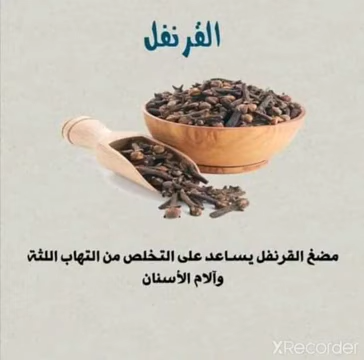 القرنفل
مضغ القرنفل يساعد على التخلص من التهاب اللثة
وآلام الأسنان
XRecorder